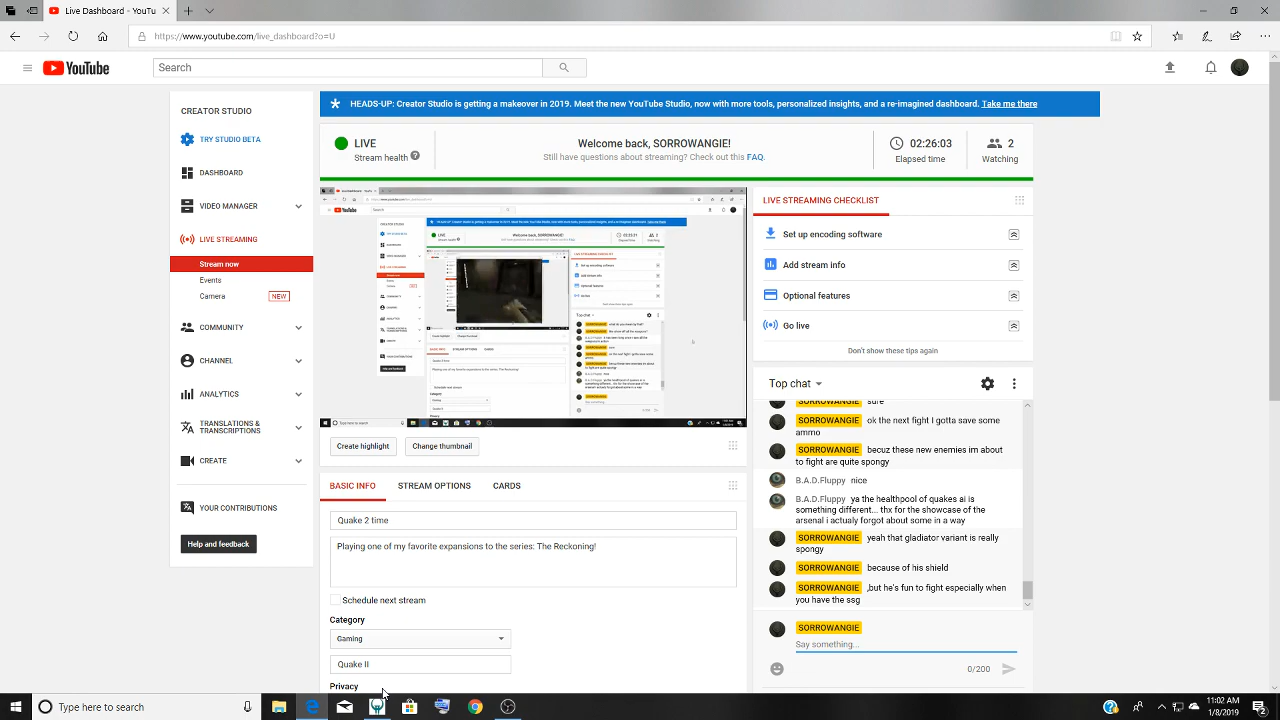 Live Dashboard - YouTu
https://www.youtube.com/live_dashboard?o=U
YouTube
Search
CREATOR STUDIO
TRY STUDIO BETA
DASHBOARD
VIDEO MANAGER
LIVE STREAMING
Stream now
Events
Camera
NEW
COMMUNITY
CHANNEL
ANALYTICS
TRANSLATIONS &
TRANSCRIPTIONS
CREATE
YOUR CONTRIBUTIONS
Help and feedback
HEADS-UP: Creator Studio is getting a makeover in 2019. Meet the new YouTube Studio, now with more tools, personalized insights, and a re-imagined dashboard. Take me there
LIVE
Stream health
Welcome back, SORROWANGIE!
Still have questions about streaming? Check out this FAQ.
02:26:03
Elapsed time
2
Watching
Create highlight
Change thumbnail
BASIC INFO
STREAM OPTIONS
CARDS
Quake 2 time
Playing one of my favorite expansions to the series: The Reckoning!
Schedule next stream
Category
Gaming
Quake II
Privacy
LIVE STREAMING CHECKLIST
Set up encoding software
Add stream info
Optional features
Go live
Don't show these tips again
Top chat
SORROWANGIE sure
SORROWANGIE ok the next fight I gotta save some
ammo
SORROWANGIE becuz these new enemies im about
to fight are quite spongy
B.A.D.Fluppy nice
B.A.D.Fluppy ya the healthpool of quakes ai is
something different... thx for the showcase of the
arsenal i actualy forgot about some in a way
SORROWANGIE yeah that gladiator variant is really
spongy
SORROWANGIE because of his shield
SORROWANGIE ,but he's fun to fight especially when
you have the ssg
SORROWANGIE
Say something...
0/200
Type here to search
11:02 AM
1/6/2019